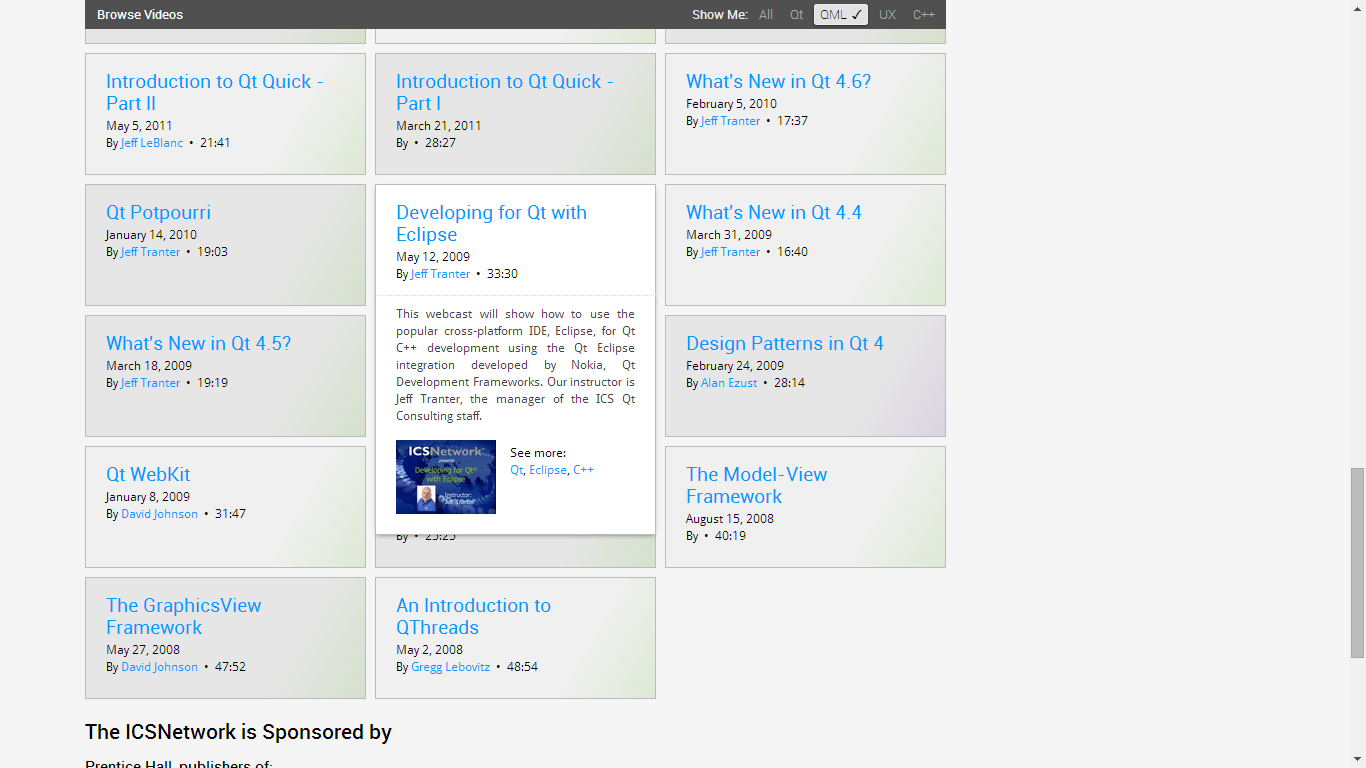 Browse Videos
Show Me: All Qt QML ✓ UX C++
Introduction to Qt Quick -
Part II
May 5, 2011
By Jeff LeBlanc • 21:41
Introduction to Qt Quick -
Part I
March 21, 2011
By • 28:27
What's New in Qt 4.6?
February 5, 2010
By Jeff Tranter • 17:37
Qt Potpourri
January 14, 2010
By Jeff Tranter • 19:03
Developing for Qt with
Eclipse
May 12, 2009
By Jeff Tranter • 33:30
This webcast will show how to use the
popular cross-platform IDE, Eclipse, for Qt
C++ development using the Qt Eclipse
integration developed by Nokia, Qt
Development Frameworks. Our instructor is
Jeff Tranter, the manager of the ICS Qt
Consulting staff.
ICSNetwork
presents
Developing for Qt
with Eclipse
Instructor:
See more:
Qt, Eclipse, C++
What's New in Qt 4.4
March 31, 2009
By Jeff Tranter • 16:40
What's New in Qt 4.5?
March 18, 2009
By Jeff Tranter • 19:19
Design Patterns in Qt 4
February 24, 2009
By Alan Ezust • 28:14
Qt WebKit
January 8, 2009
By David Johnson • 31:47
By • 25:25
The Model-View
Framework
August 15, 2008
By • 40:19
The GraphicsView
Framework
May 27, 2008
By David Johnson • 47:52
An Introduction to
QThreads
May 2, 2008
By Gregg Lebovitz • 48:54
The ICSNetwork is Sponsored by
Prentice Hall, publishers of: